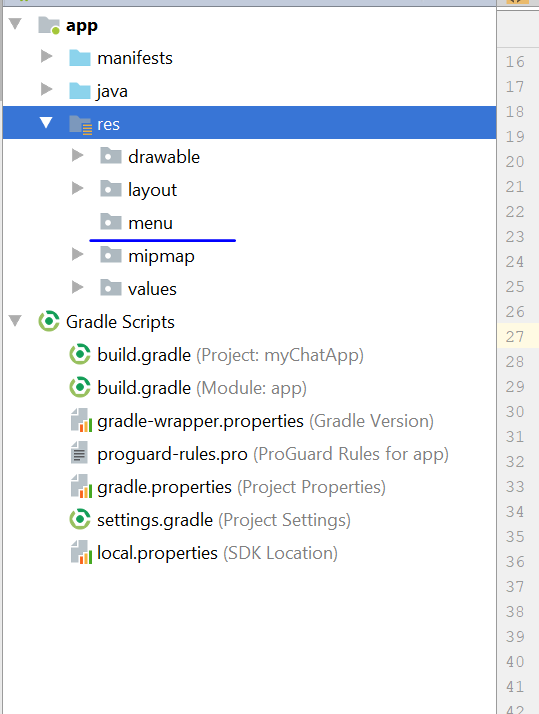 app
manifests
java
res
drawable
layout
menu
mipmap
values
Gradle Scripts
build.gradle (Project: myChatApp)
build.gradle (Module: app)
gradle-wrapper.properties (Gradle Version)
proguard-rules.pro (ProGuard Rules for app)
gradle.properties (Project Properties)
settings.gradle (Project Settings)
local.properties (SDK Location)
16
17
18
19
20
21
22
23
24
25
26
27
28
29
30
31
32
33
34
35
36
37
38
39
40
41
42